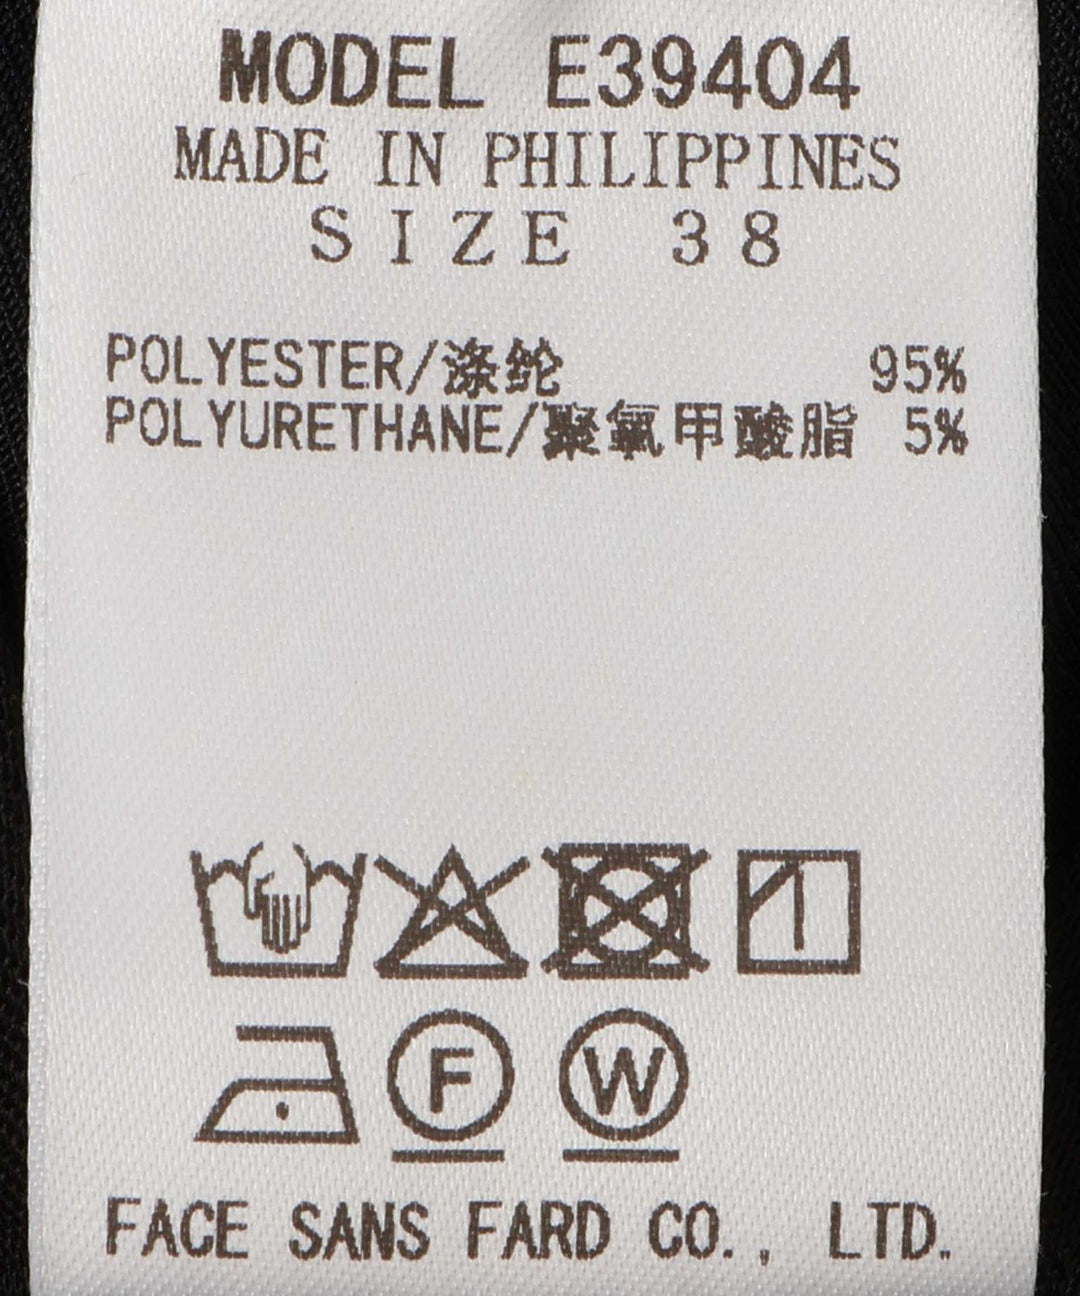 MODEL E39404
MADE IN PHILIPPINES
SIZE 38
POLYESTER/涤纶 95%
POLYURETHANE/聚氨甲酸脂 5%
F W
FACE SANS FARD CO., LTD.